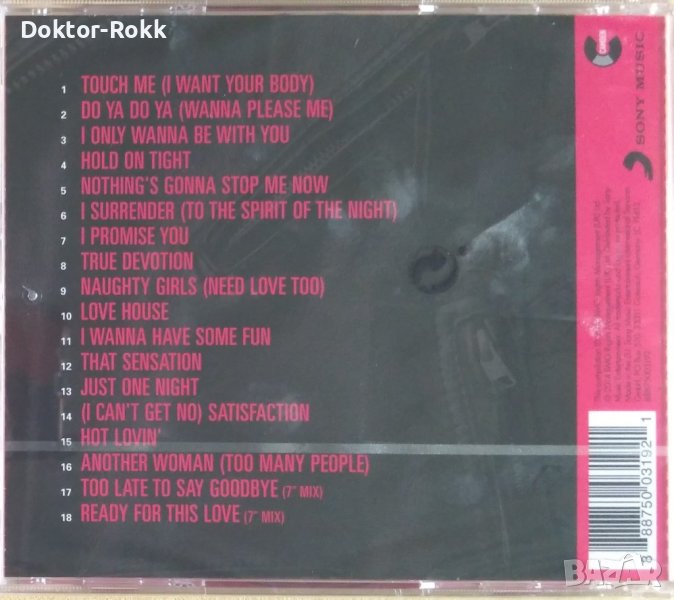 Doktor-Rokk
1 TOUCH ME (I WANT YOUR BODY)
2 DO YA DO YA (WANNA PLEASE ME)
3 I ONLY WANNA BE WITH YOU
4 HOLD ON TIGHT
5 NOTHING'S GONNA STOP ME NOW
6 I SURRENDER (TO THE SPIRIT OF THE NIGHT)
7 I PROMISE YOU
8 TRUE DEVOTION
9 NAUGHTY GIRLS (NEED LOVE TOO)
10 LOVE HOUSE
11 I WANNA HAVE SOME FUN
12 THAT SENSATION
13 JUST ONE NIGHT
14 (I CAN'T GET NO) SATISFACTION
15 HOT LOVIN'
16 ANOTHER WOMAN (TOO MANY PEOPLE)
17 TOO LATE TO SAY GOODBYE (7" MIX)
18 READY FOR THIS LOVE (7" MIX)
SONY MUSIC
8 88750 03192 1
BAZAR